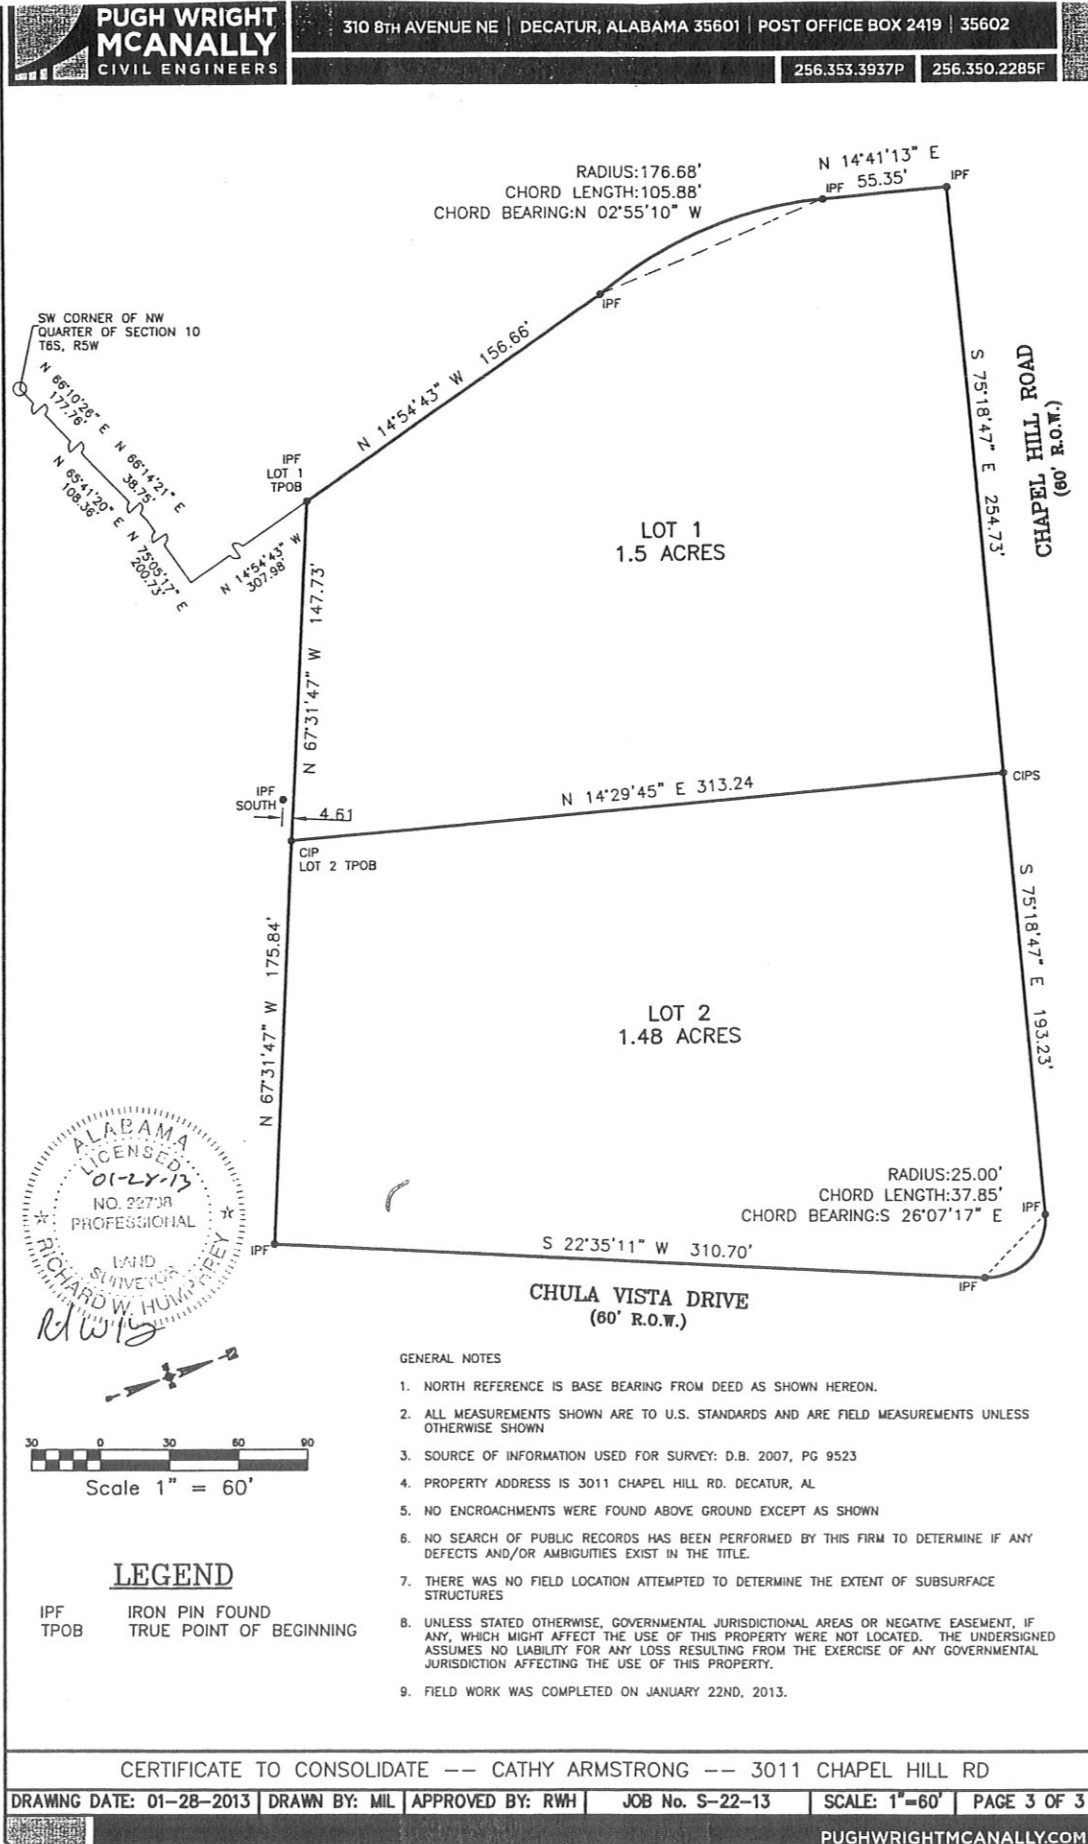 PUGH WRIGHT
MCANALLY
CIVIL ENGINEERS
310 8TH AVENUE NE | DECATUR, ALABAMA 35601 | POST OFFICE BOX 2419 | 35602
256.353.3937P 256.350.2285F
N 14°41'13" E
55.35'
IPF
IPF
RADIUS:176.68'
CHORD LENGTH:105.88'
CHORD BEARING:N 02°55'10" W
IPF
SW CORNER OF NW
QUARTER OF SECTION 10
T6S, R5W
N 66°10'26" E
177.76'
N 66°14'21" E
38.75'
N 65°41'20" E
108.36'
N 75°05'17" E
200.73'
N 14°54'43" W
307.98'
IPF
LOT 1
TPOB
N 14°54'43" W 156.66'
S 75°18'47" E 254.73'
CHAPEL HILL ROAD
(60' R.O.W.)
LOT 1
1.5 ACRES
N 67°31'47" W 147.73'
IPF
SOUTH
4.61
N 14°29'45" E 313.24
CIPS
CIP
LOT 2 TPOB
N 67°31'47" W 175.84'
S 75°18'47" E 193.23'
LOT 2
1.48 ACRES
RADIUS:25.00'
CHORD LENGTH:37.85'
CHORD BEARING:S 26°07'17" E
IPF
IPF
S 22°35'11" W 310.70'
IPF
CHULA VISTA DRIVE
(60' R.O.W.)
ALABAMA
LICENSED
NO. 22738
PROFESSIONAL
LAND
SURVEYOR
RICHARD W. HUMPHREY
30 0 30 60 90
Scale 1" = 60'
LEGEND
IPF IRON PIN FOUND
TPOB TRUE POINT OF BEGINNING
GENERAL NOTES
1. NORTH REFERENCE IS BASE BEARING FROM DEED AS SHOWN HEREON.
2. ALL MEASUREMENTS SHOWN ARE TO U.S. STANDARDS AND ARE FIELD MEASUREMENTS UNLESS
OTHERWISE SHOWN
3. SOURCE OF INFORMATION USED FOR SURVEY: D.B. 2007, PG 9523
4. PROPERTY ADDRESS IS 3011 CHAPEL HILL RD. DECATUR, AL
5. NO ENCROACHMENTS WERE FOUND ABOVE GROUND EXCEPT AS SHOWN
6. NO SEARCH OF PUBLIC RECORDS HAS BEEN PERFORMED BY THIS FIRM TO DETERMINE IF ANY
DEFECTS AND/OR AMBIGUITIES EXIST IN THE TITLE.
7. THERE WAS NO FIELD LOCATION ATTEMPTED TO DETERMINE THE EXTENT OF SUBSURFACE
STRUCTURES
8. UNLESS STATED OTHERWISE, GOVERNMENTAL JURISDICTIONAL AREAS OR NEGATIVE EASEMENT, IF
ANY, WHICH MIGHT AFFECT THE USE OF THIS PROPERTY WERE NOT LOCATED. THE UNDERSIGNED
ASSUMES NO LIABILITY FOR ANY LOSS RESULTING FROM THE EXERCISE OF ANY GOVERNMENTAL
JURISDICTION AFFECTING THE USE OF THIS PROPERTY.
9. FIELD WORK WAS COMPLETED ON JANUARY 22ND, 2013.
CERTIFICATE TO CONSOLIDATE -- CATHY ARMSTRONG -- 3011 CHAPEL HILL RD
DRAWING DATE: 01-28-2013 DRAWN BY: MIL APPROVED BY: RWH JOB No. S-22-13 SCALE: 1"=60' PAGE 3 OF 3
PUGHWRIGHTMCANALLY.COM